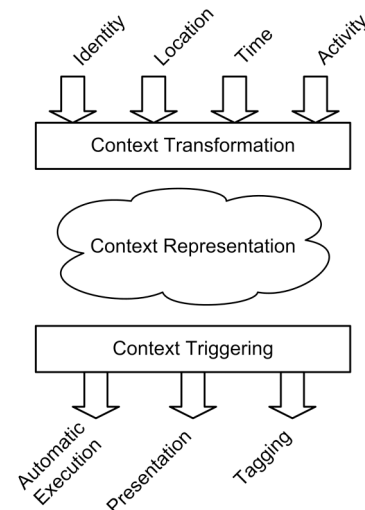 Identity
Location
Time
Activity
Context Transformation
Context Representation
Context Triggering
Automatic
Execution
Presentation
Tagging